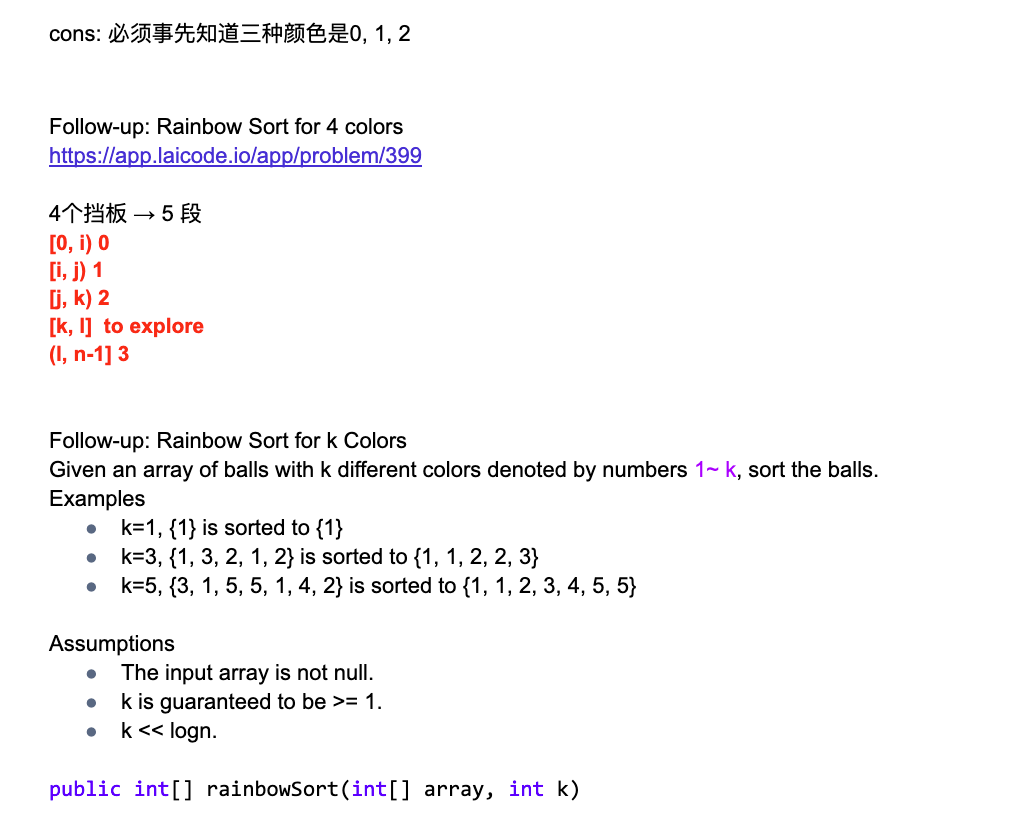 cons: 必须事先知道三种颜色是0, 1, 2
Follow-up: Rainbow Sort for 4 colors
https://app.laicode.io/app/problem/399
4个挡板 → 5 段
[0, i) 0
[i, j) 1
[j, k) 2
[k, l]  to explore
(l, n-1] 3
Follow-up: Rainbow Sort for k Colors
Given an array of balls with k different colors denoted by numbers 1~ k, sort the balls.
Examples
● k=1, {1} is sorted to {1}
● k=3, {1, 3, 2, 1, 2} is sorted to {1, 1, 2, 2, 3}
● k=5, {3, 1, 5, 5, 1, 4, 2} is sorted to {1, 1, 2, 3, 4, 5, 5}
Assumptions
● The input array is not null.
● k is guaranteed to be >= 1.
● k << logn.
public int[] rainbowSort(int[] array, int k)